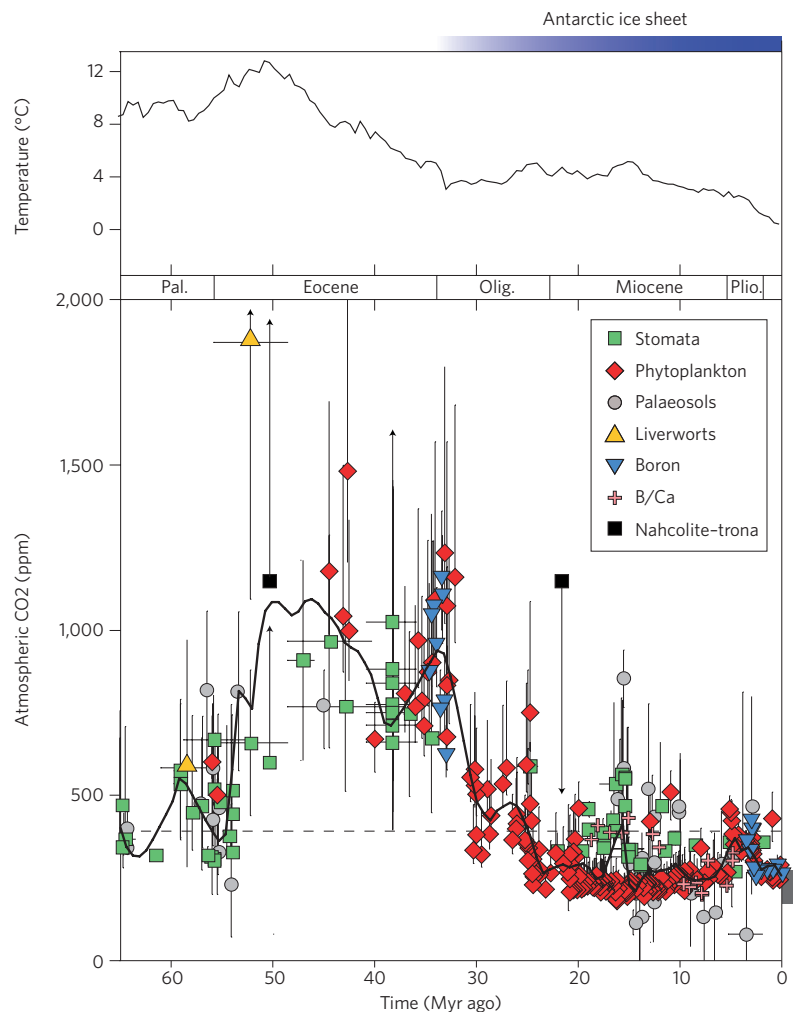 Antarctic ice sheet
Temperature (°C)
12
8
4
0
Pal. Eocene Olig. Miocene Plio.
Atmospheric CO2 (ppm)
2,000
1,500
1,000
500
0
Stomata
Phytoplankton
Palaeosols
Liverworts
Boron
B/Ca
Nahcolite–trona
60 50 40 30 20 10 0
Time (Myr ago)